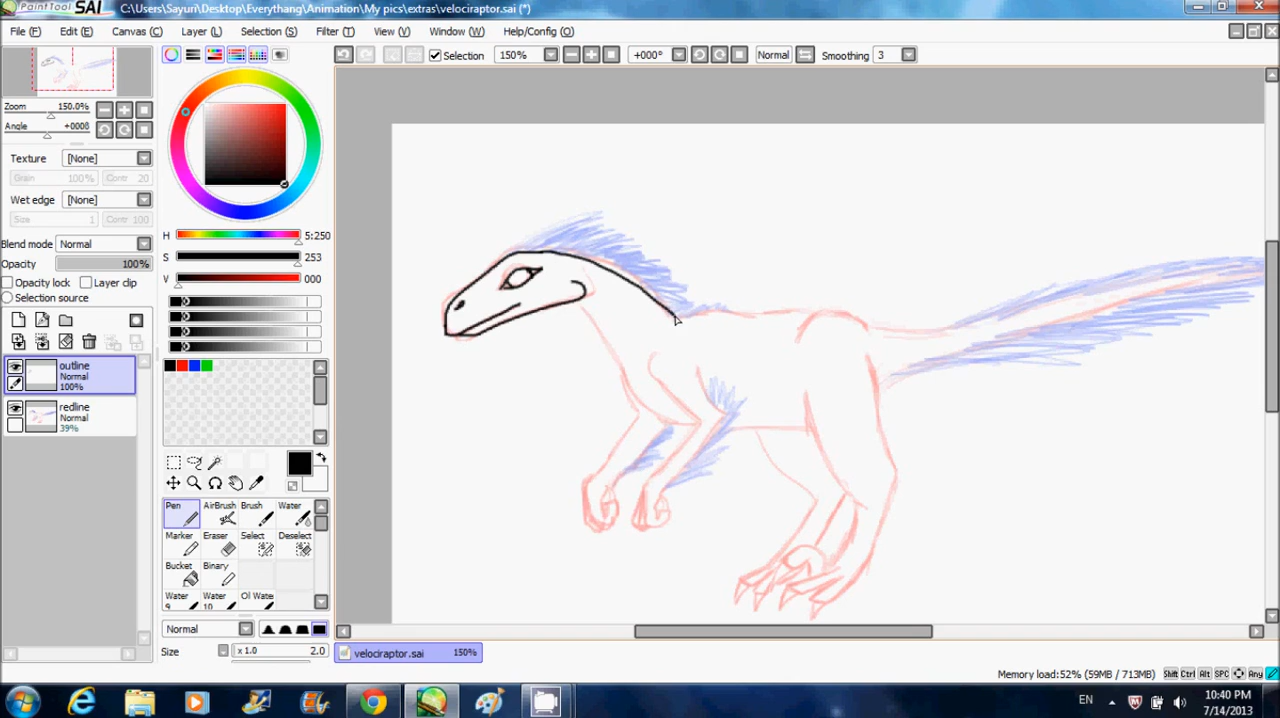 PaintTool SAI C:\Users\Sayuri\Desktop\Everythang\Animation\My pics\extras\velociraptor.sai (*)
File (F) Edit (E) Canvas (C) Layer (L) Selection (S) Filter (T) View (V) Window (W) Help/Config (O)
Selection 150% +000° Normal Smoothing 3
Zoom 150.0%
Angle +000θ
Texture [None]
Grain 100% Contr 20
Wet edge [None]
Size 1 Contr 100
Blend mode Normal
Opacity 100%
Opacity lock Layer clip
Selection source
outline
Normal
100%
redline
Normal
39%
H 5:250
S 253
V 000
Pen AirBrush Brush Water
Marker Eraser Select Deselect
Bucket Binary
Water 9 Water 10 Ol Wate
Normal
Size x 1.0 2.0
velociraptor.sai 150%
Memory load:52% (59MB / 713MB) Shift Ctrl Alt SPC Any
EN 10:40 PM
7/14/2013